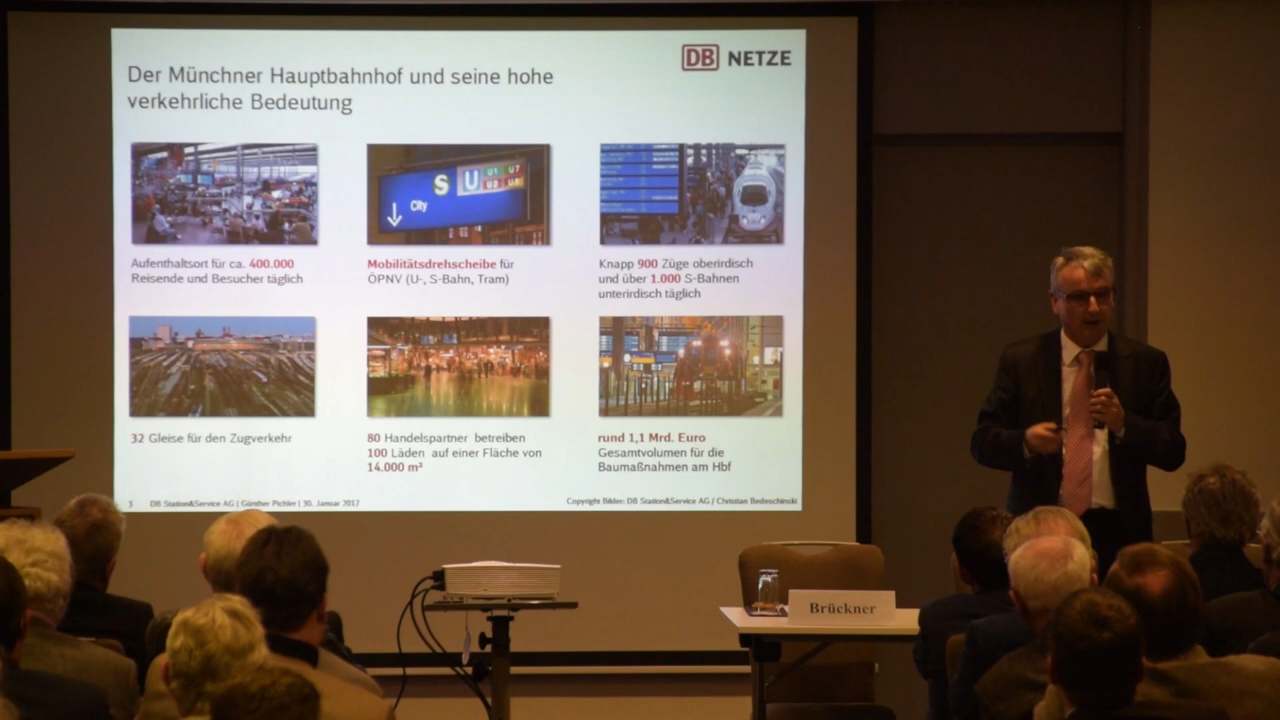 DB NETZE
Der Münchner Hauptbahnhof und seine hohe
verkehrliche Bedeutung
S U U1 U7
U2 U8
City
Aufenthaltsort für ca. 400.000
Reisende und Besucher täglich
Mobilitätsdrehscheibe für
ÖPNV (U-, S-Bahn, Tram)
Knapp 900 Züge oberirdisch
und über 1.000 S-Bahnen
unterirdisch täglich
32 Gleise für den Zugverkehr
80 Handelspartner betreiben
100 Läden auf einer Fläche von
14.000 m²
rund 1,1 Mrd. Euro
Gesamtvolumen für die
Baumaßnahmen am Hbf
3 DB Station&Service AG | Günther Pichler | 30. Januar 2017
Copyright Bilder: DB Station&Service AG / Christian Bedeschinski
Brückner